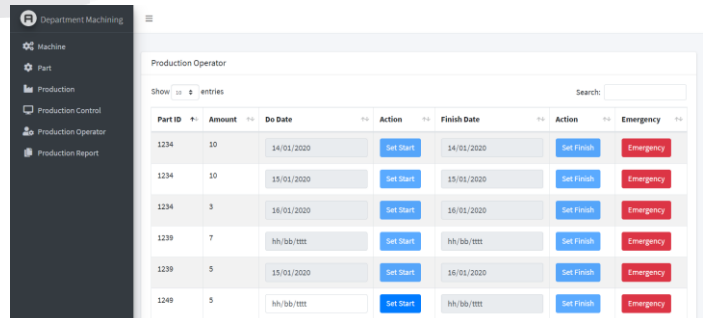 A Department Machining
Machine
Part
Production
Production Control
Production Operator
Production Report
Production Operator
Show 10 entries
Search:
Part ID Amount Do Date Action Finish Date Action Emergency
1234 10 14/01/2020 Set Start 14/01/2020 Set Finish Emergency
1234 10 15/01/2020 Set Start 15/01/2020 Set Finish Emergency
1234 3 16/01/2020 Set Start 16/01/2020 Set Finish Emergency
1239 7 hh/bb/tttt Set Start hh/bb/tttt Set Finish Emergency
1239 5 15/01/2020 Set Start 16/01/2020 Set Finish Emergency
1249 5 hh/bb/tttt Set Start hh/bb/tttt Set Finish Emergency